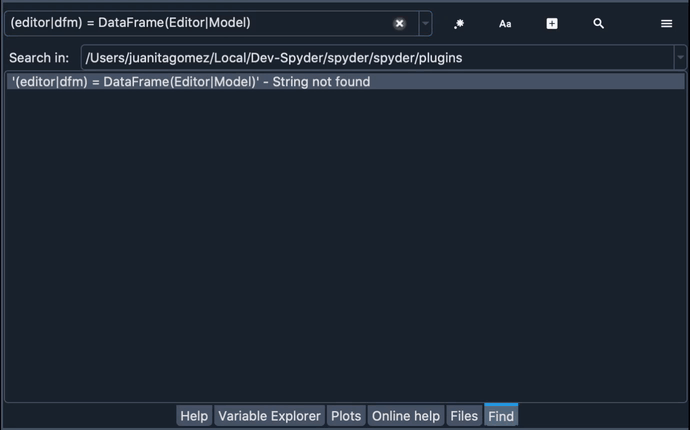 (editor|dfm) = DataFrame(Editor|Model)
.* Aa
Search in: /Users/juanitagomez/Local/Dev-Spyder/spyder/spyder/plugins
'(editor|dfm) = DataFrame(Editor|Model)' - String not found
Help Variable Explorer Plots Online help Files Find